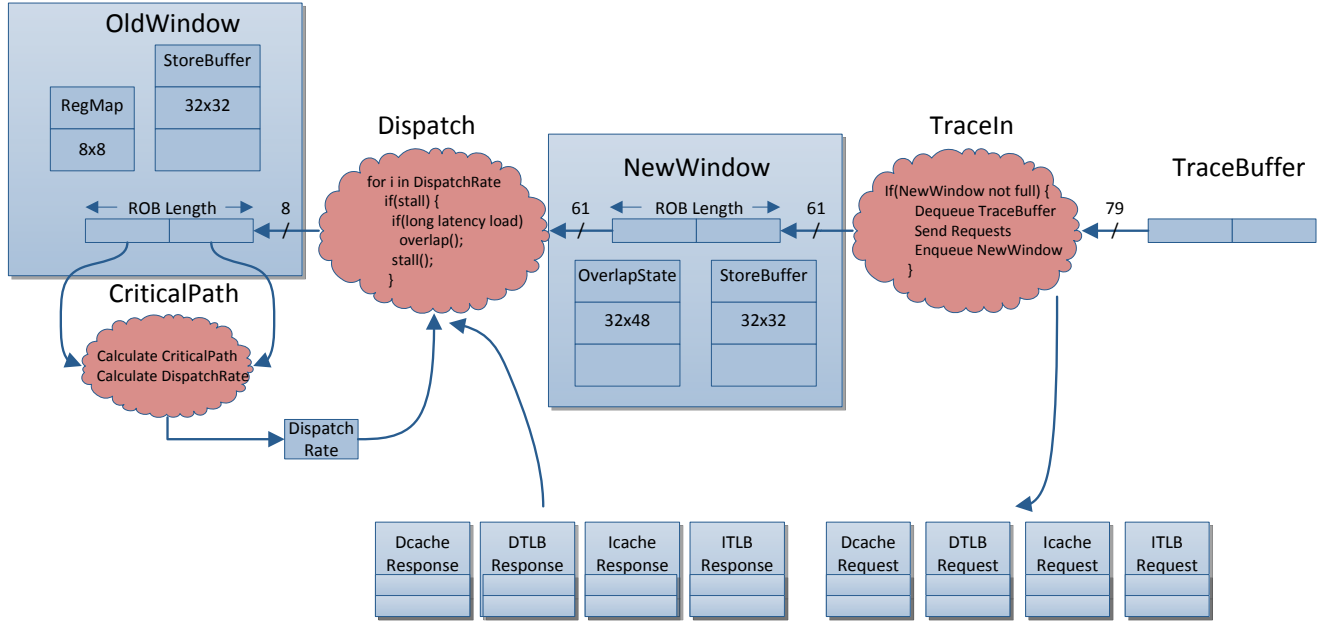 OldWindow
StoreBuffer
32x32
RegMap
8x8
ROB Length
8
CriticalPath
Calculate CriticalPath
Calculate DispatchRate
Dispatch
Rate
Dispatch
for i in DispatchRate
if(stall) {
if(long latency load)
overlap();
stall();
}
61
NewWindow
ROB Length
OverlapState
32x48
StoreBuffer
32x32
61
TraceIn
If(NewWindow not full) {
Dequeue TraceBuffer
Send Requests
Enqueue NewWindow
}
79
TraceBuffer
Dcache
Response
DTLB
Response
Icache
Response
ITLB
Response
Dcache
Request
DTLB
Request
Icache
Request
ITLB
Request